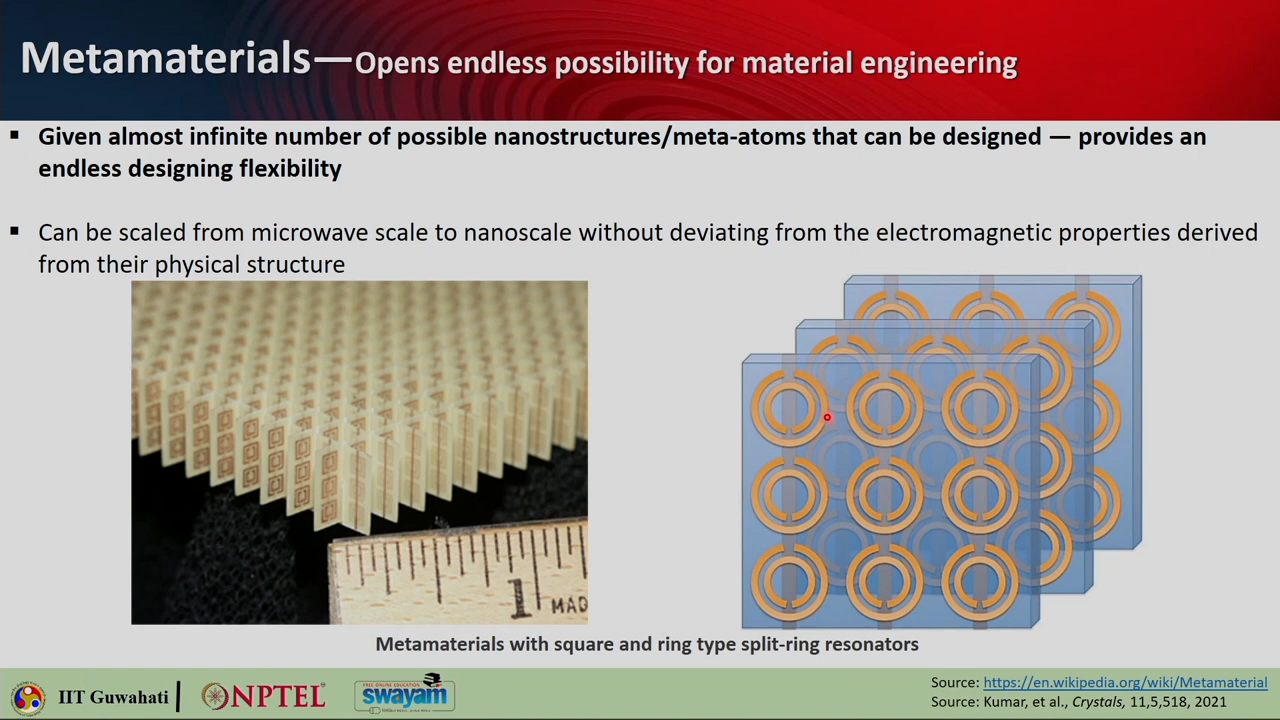 Metamaterials—Opens endless possibility for material engineering
▪ Given almost infinite number of possible nanostructures/meta-atoms that can be designed — provides an
endless designing flexibility
▪ Can be scaled from microwave scale to nanoscale without deviating from the electromagnetic properties derived
from their physical structure
1
MAD
Metamaterials with square and ring type split-ring resonators
IIT Guwahati
NPTEL
FREE ONLINE EDUCATION
swayam
Source: https://en.wikipedia.org/wiki/Metamaterial
Source: Kumar, et al., Crystals, 11,5,518, 2021